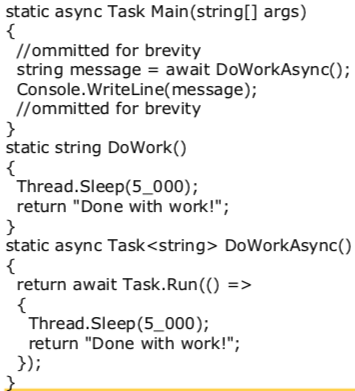 static async Task Main(string[] args)
{
//ommitted for brevity
string message = await DoWorkAsync();
Console.WriteLine(message);
//ommitted for brevity
}
static string DoWork()
{
Thread.Sleep(5_000);
return "Done with work!";
}
static async Task<string> DoWorkAsync()
{
return await Task.Run(() =>
{
Thread.Sleep(5_000);
return "Done with work!";
});
}